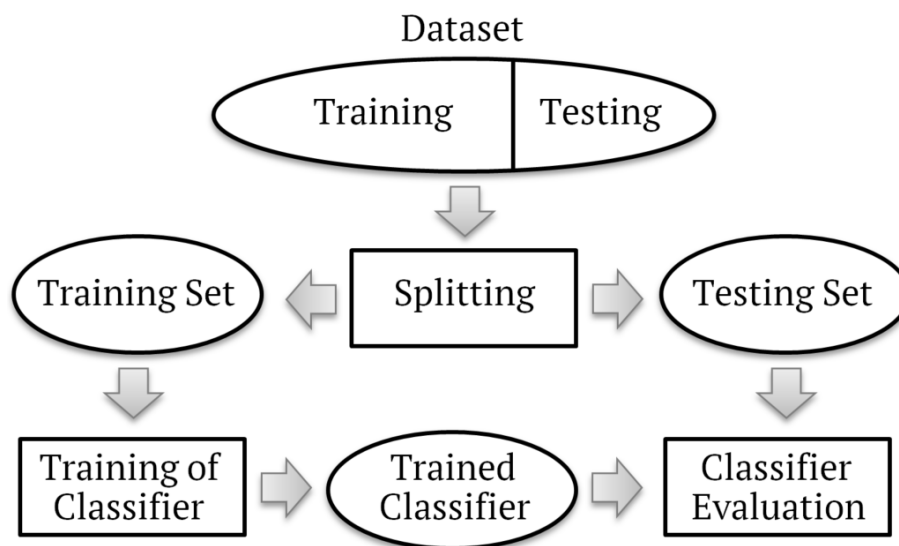 Dataset
Training
Testing
Training Set
Splitting
Testing Set
Training of
Classifier
Trained
Classifier
Classifier
Evaluation